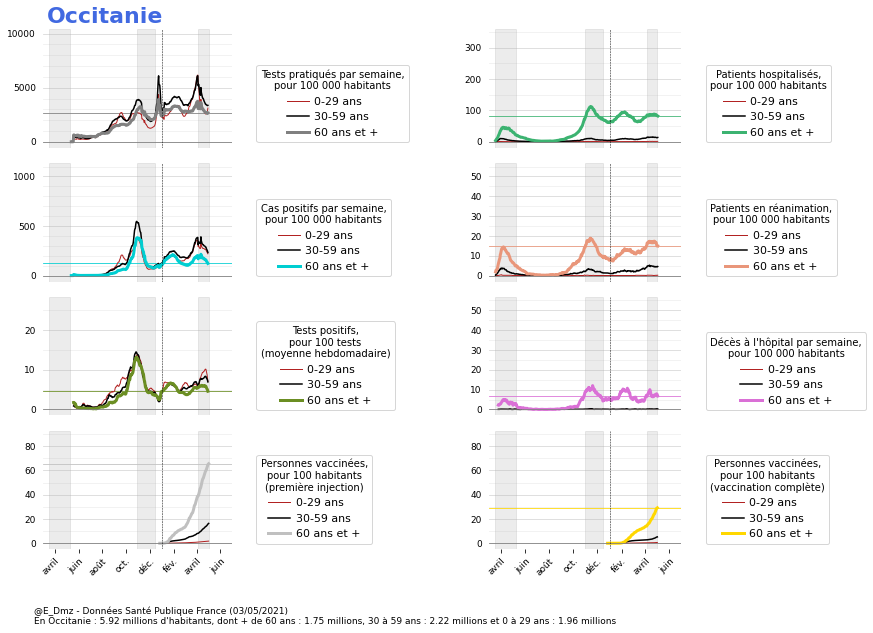 Occitanie
10000
5000
0
Tests pratiqués par semaine,
pour 100 000 habitants
0-29 ans
30-59 ans
60 ans et +
300
200
100
0
Patients hospitalisés,
pour 100 000 habitants
0-29 ans
30-59 ans
60 ans et +
1000
500
0
Cas positifs par semaine,
pour 100 000 habitants
0-29 ans
30-59 ans
60 ans et +
50
40
30
20
10
0
Patients en réanimation,
pour 100 000 habitants
0-29 ans
30-59 ans
60 ans et +
20
10
0
Tests positifs,
pour 100 tests
(moyenne hebdomadaire)
0-29 ans
30-59 ans
60 ans et +
50
40
30
20
10
0
Décès à l'hôpital par semaine,
pour 100 000 habitants
0-29 ans
30-59 ans
60 ans et +
80
60
40
20
0
avril
juin
août
oct.
déc.
fév.
avril
juin
Personnes vaccinées,
pour 100 habitants
(première injection)
0-29 ans
30-59 ans
60 ans et +
80
60
40
20
0
avril
juin
août
oct.
déc.
fév.
avril
juin
Personnes vaccinées,
pour 100 habitants
(vaccination complète)
0-29 ans
30-59 ans
60 ans et +
@E_Dmz - Données Santé Publique France (03/05/2021)
En Occitanie : 5.92 millions d'habitants, dont + de 60 ans : 1.75 millions, 30 à 59 ans : 2.22 millions et 0 à 29 ans : 1.96 millions